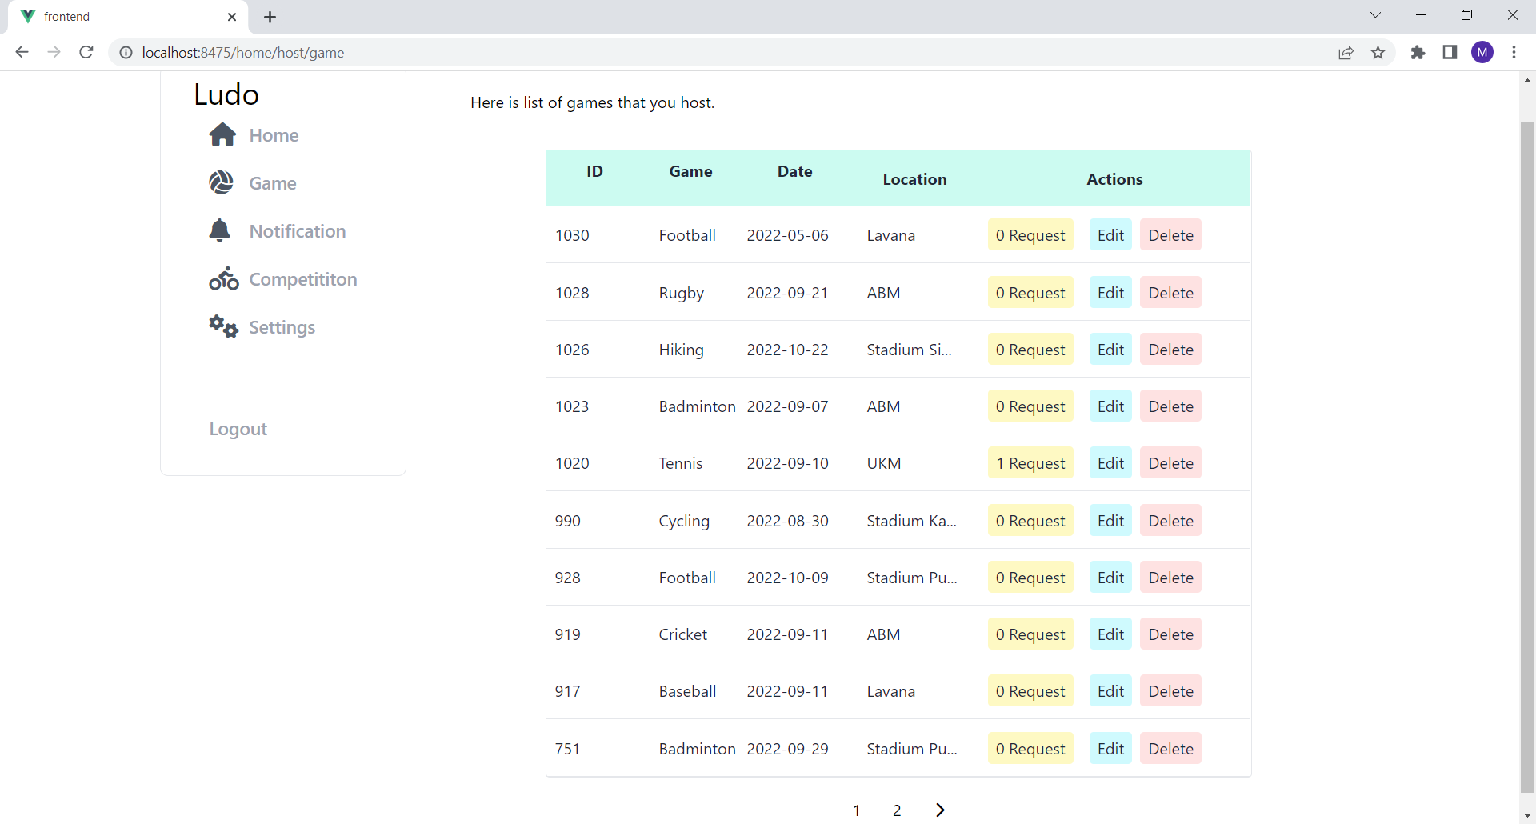 frontend
localhost:8475/home/host/game
M
Ludo
Home
Game
Notification
Competititon
Settings
Logout
Here is list of games that you host.
ID Game Date Location Actions
1030 Football 2022-05-06 Lavana 0 Request Edit Delete
1028 Rugby 2022-09-21 ABM 0 Request Edit Delete
1026 Hiking 2022-10-22 Stadium Si... 0 Request Edit Delete
1023 Badminton 2022-09-07 ABM 0 Request Edit Delete
1020 Tennis 2022-09-10 UKM 1 Request Edit Delete
990 Cycling 2022-08-30 Stadium Ka... 0 Request Edit Delete
928 Football 2022-10-09 Stadium Pu... 0 Request Edit Delete
919 Cricket 2022-09-11 ABM 0 Request Edit Delete
917 Baseball 2022-09-11 Lavana 0 Request Edit Delete
751 Badminton 2022-09-29 Stadium Pu... 0 Request Edit Delete
1 2